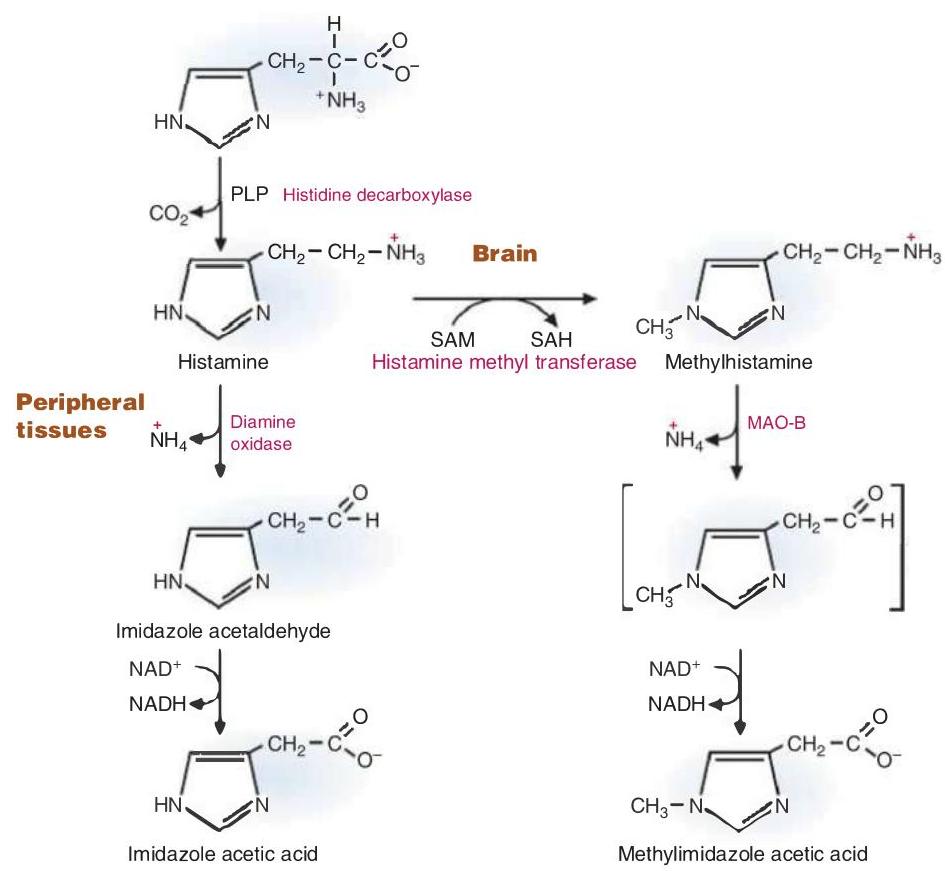 H
CH₂–C–C
O
O⁻
⁺NH₃
HN
N
PLP Histidine decarboxylase
CO₂
CH₂–CH₂–NH₃
+
HN
N
Histamine
Brain
SAM SAH
Histamine methyl transferase
CH₂–CH₂–NH₃
+
N
N
CH₃
Methylhistamine
Peripheral
tissues
+
NH₄
Diamine
oxidase
+
NH₄
MAO-B
O
CH₂–C–H
HN
N
Imidazole acetaldehyde
O
CH₂–C–H
N
N
CH₃
NAD⁺
NADH
NAD⁺
NADH
O
CH₂–C
O⁻
HN
N
Imidazole acetic acid
O
CH₂–C
O⁻
CH₃–N
N
Methylimidazole acetic acid